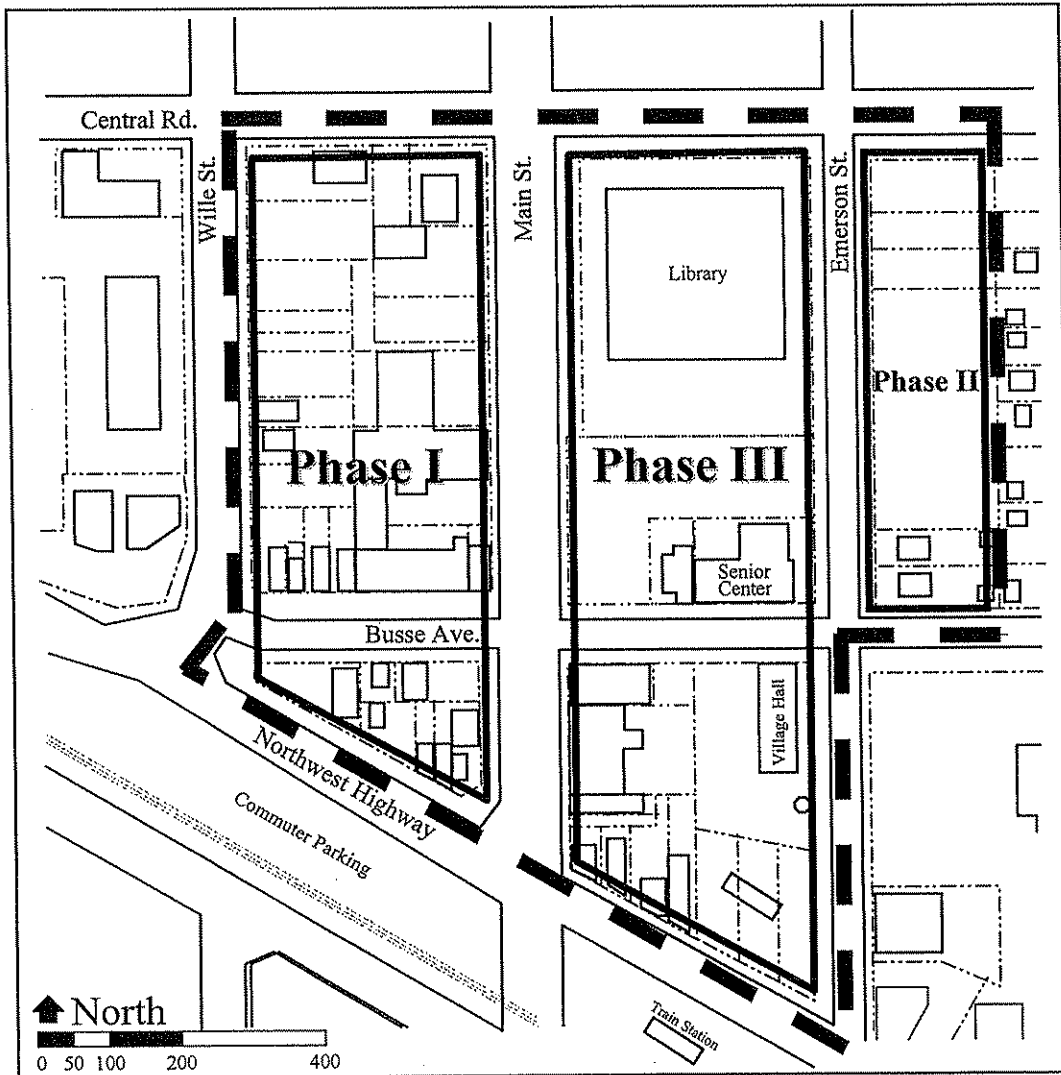 Central Rd.
Wille St.
Main St.
Emerson St.
Library
Phase II
Phase I
Phase III
Senior
Center
Busse Ave.
Village Hall
Northwest Highway
Commuter Parking
North
Train Station
0 50 100 200 400